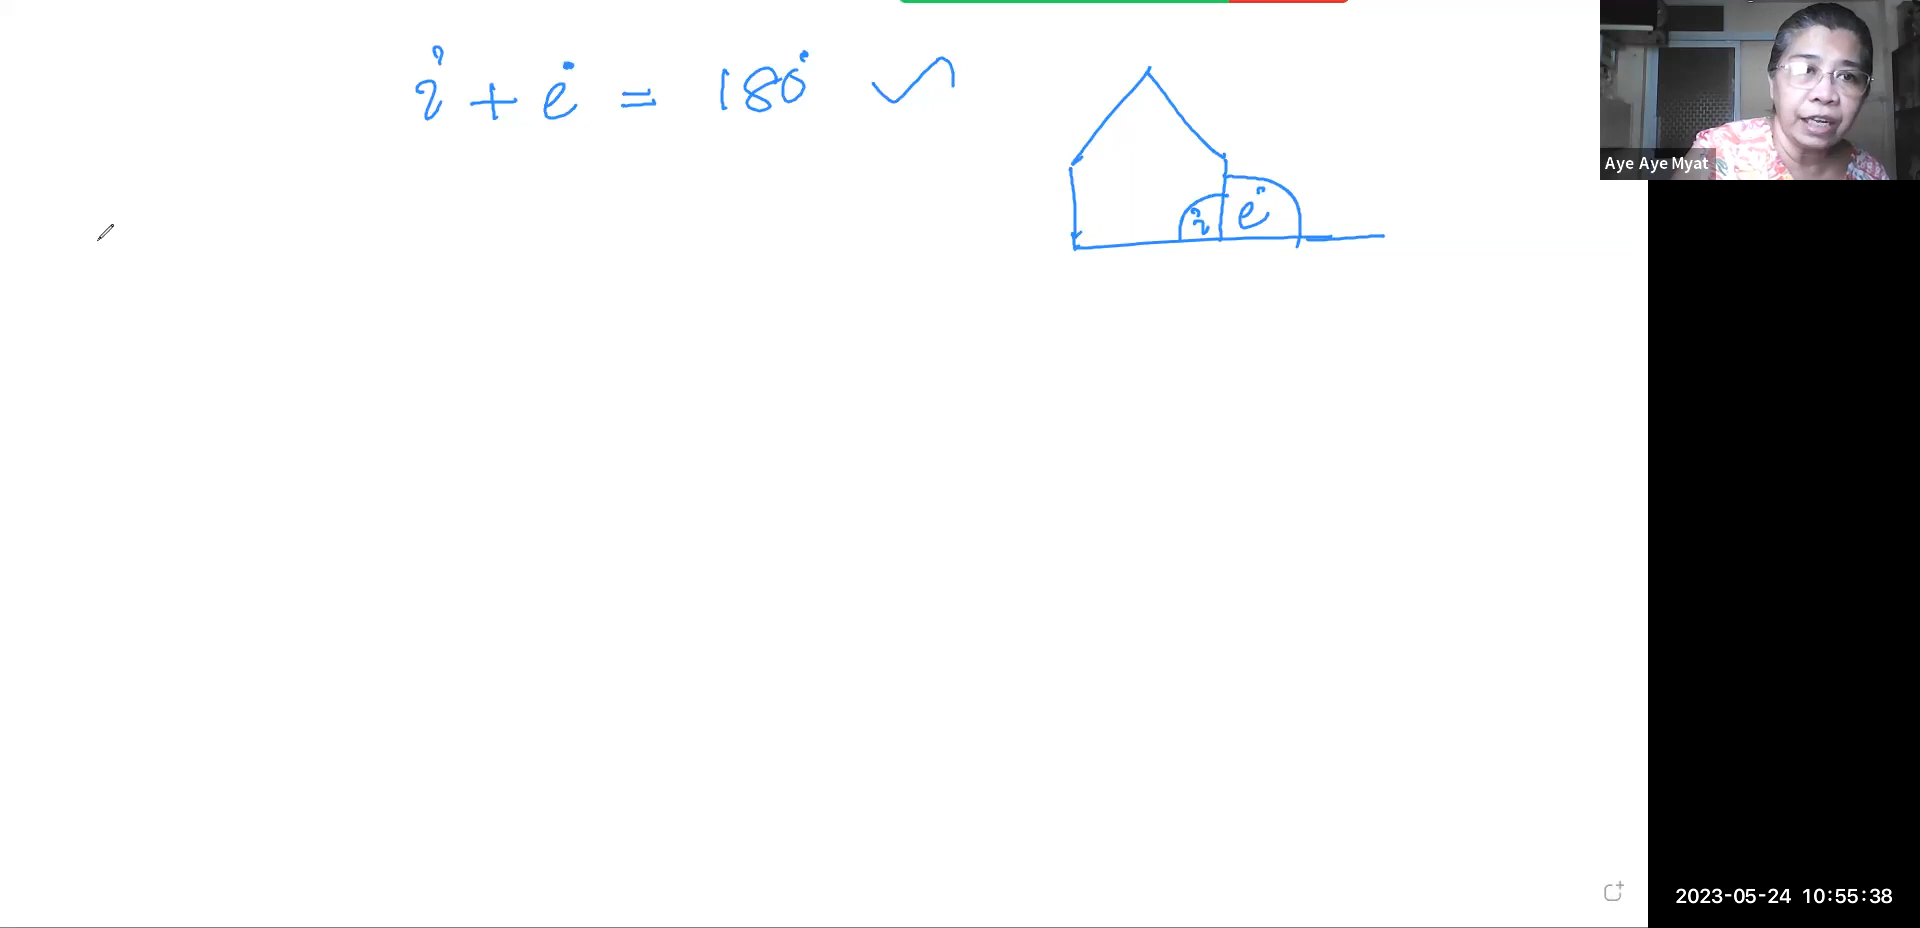 i° + e° = 180°
i° e°
Aye Aye Myat
2023-05-24 10:55:38